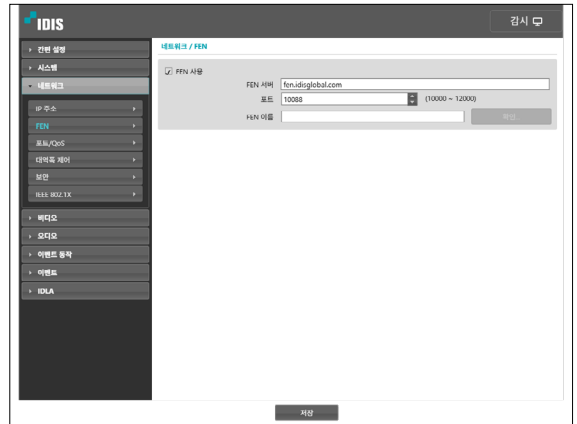 IDIS
감시
간편 설정
시스템
네트워크
IP 주소
FEN
포트/QoS
대역폭 제어
보안
IEEE 802.1X
비디오
오디오
이벤트 동작
이벤트
IDLA
네트워크 / FEN
FEN 사용
FEN 서버 fen.idisglobal.com
포트 10088 (10000 ~ 12000)
FEN 이름 확인...
저장